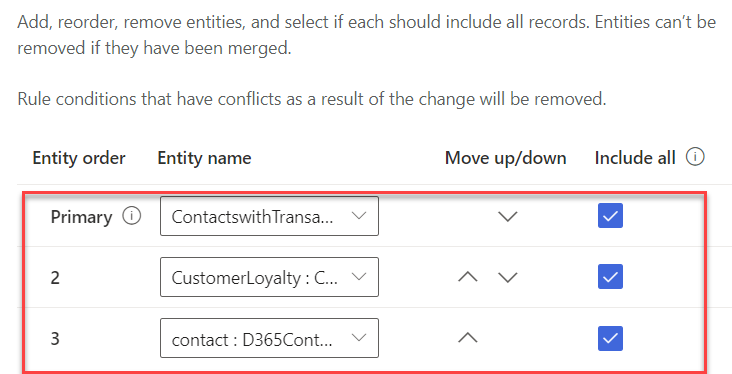 Add, reorder, remove entities, and select if each should include all records. Entities can't be
removed if they have been merged.
Rule conditions that have conflicts as a result of the change will be removed.
Entity order Entity name Move up/down Include all
Primary ContactswithTransa...
2 CustomerLoyalty : C...
3 contact : D365Cont...